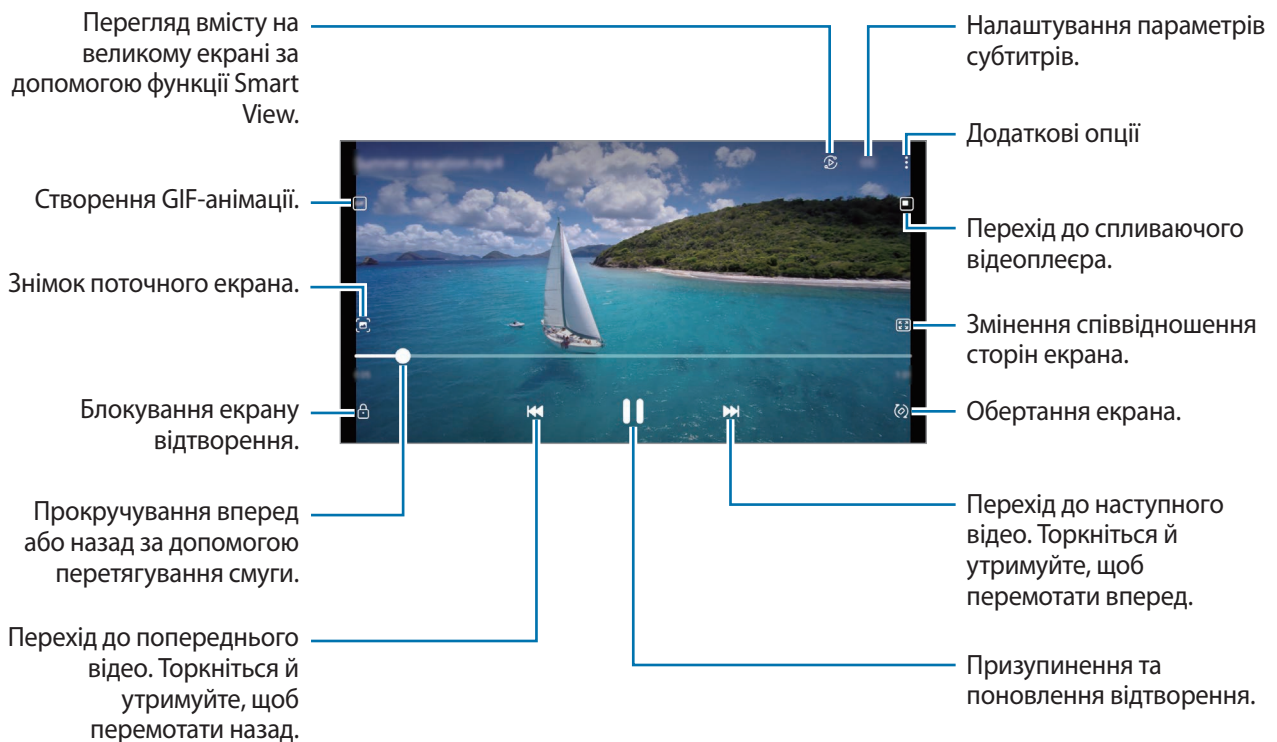 Перегляд вмісту на
великому екрані за
допомогою функції Smart
View.
Створення GIF-анімації.
Знімок поточного екрана.
Блокування екрану
відтворення.
Прокручування вперед
або назад за допомогою
перетягування смуги.
Перехід до попереднього
відео. Торкніться й
утримуйте, щоб
перемотати назад.
Налаштування параметрів
субтитрів.
Додаткові опції
Перехід до спливаючого
відеоплеєра.
Змінення співвідношення
сторін екрана.
Обертання екрана.
Перехід до наступного
відео. Торкніться й
утримуйте, щоб
перемотати вперед.
Призупинення та
поновлення відтворення.